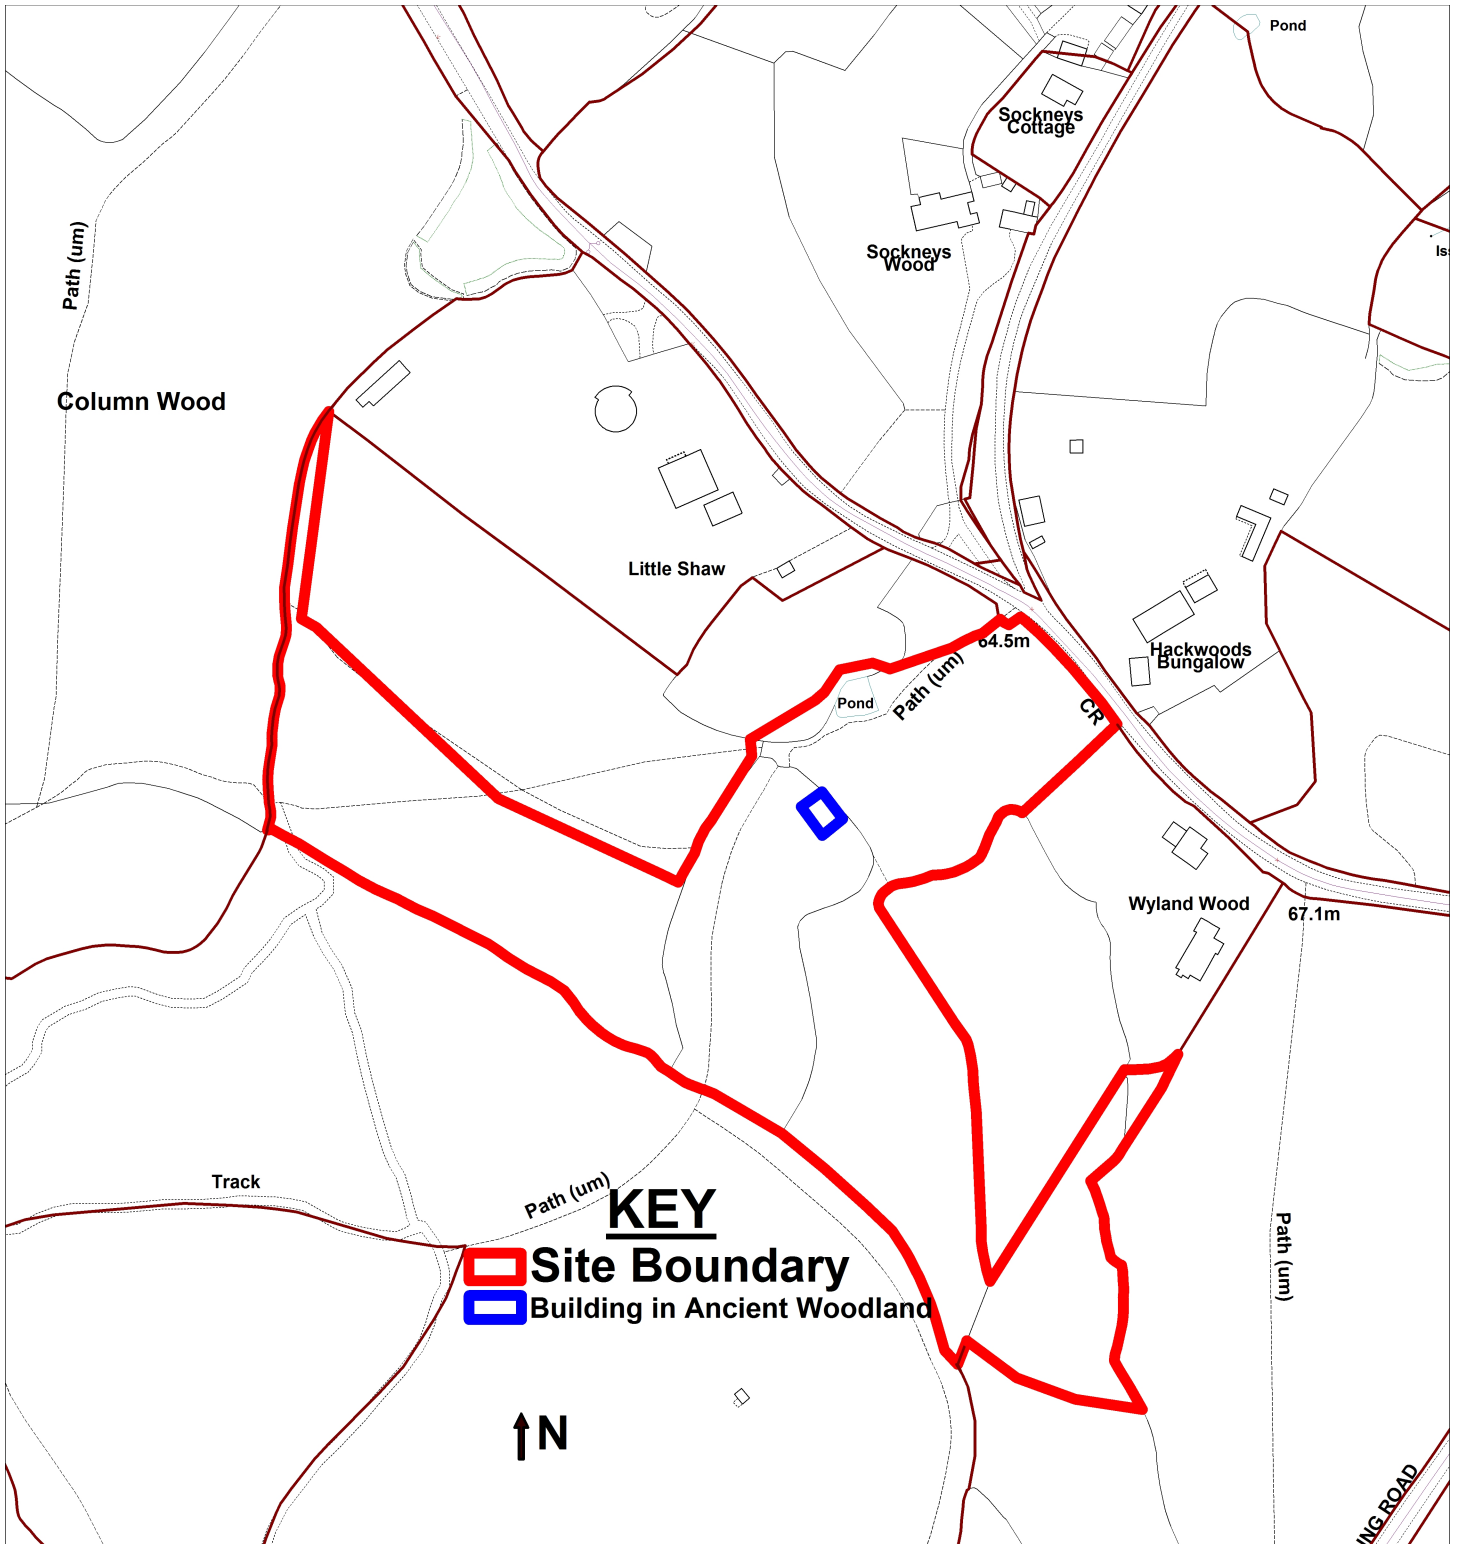 Pond
Sockneys
Cottage
Path (um)
Sockneys
Wood
Column Wood
Little Shaw
64.5m
Hackwoods
Bungalow
Path (um)
Pond
CR
Wyland Wood
67.1m
Track
Path (um)
KEY
Path (um)
Site Boundary
Building in Ancient Woodland
N